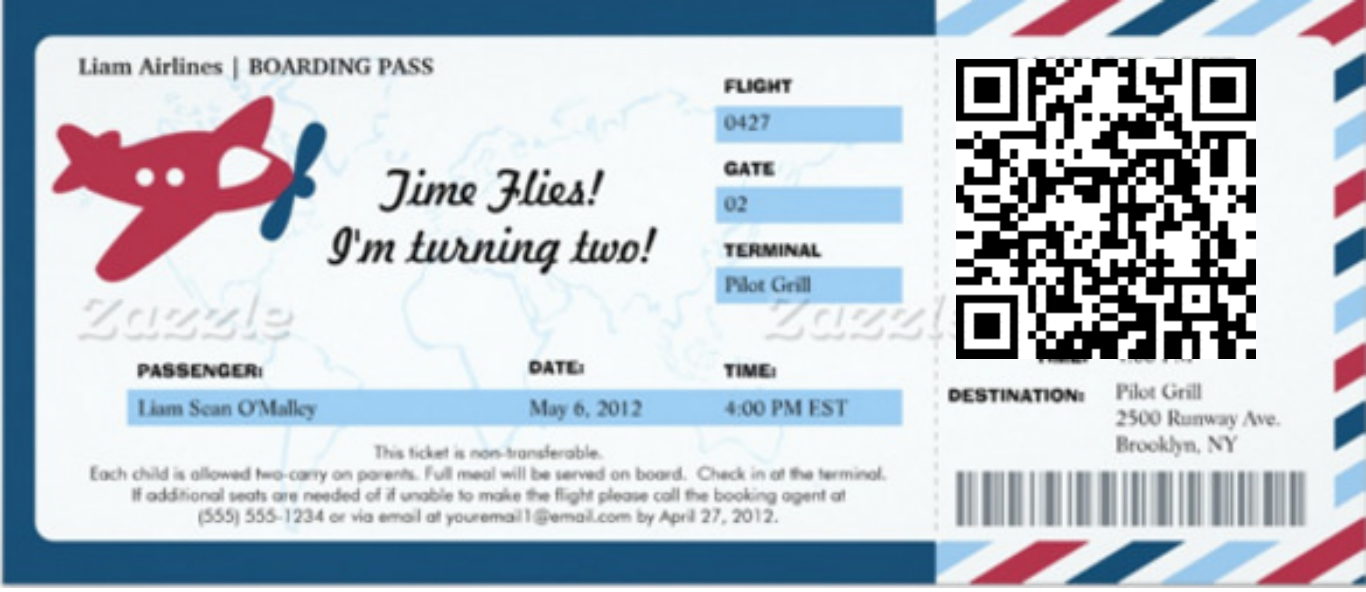 Liam Airlines | BOARDING PASS
Time Flies!
I'm turning two!
FLIGHT
0427
GATE
02
TERMINAL
Pilot Grill
Zazzle
Zazzle
PASSENGER:
Liam Sean O'Malley
DATE:
May 6, 2012
TIME:
4:00 PM EST
This ticket is non-transferable.
Each child is allowed two-carry on parents. Full meal will be served on board. Check in at the terminal.
If additional seats are needed of if unable to make the flight please call the booking agent at
(555) 555-1234 or via email at youremail1@email.com by April 27, 2012.
DESTINATION:
Pilot Grill
2500 Runway Ave.
Brooklyn, NY